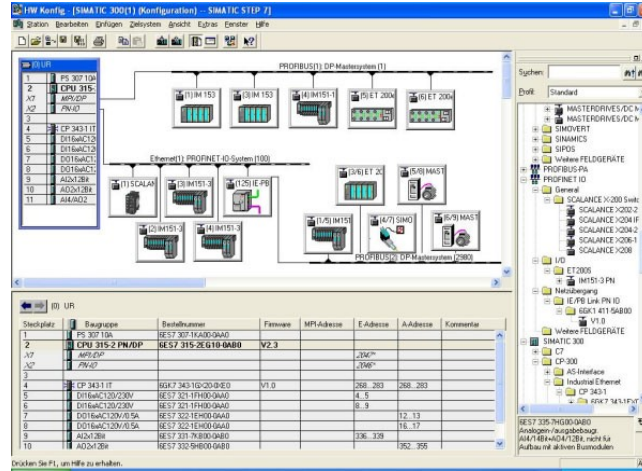 HW Konfig - [SIMATIC 300(1) (Konfiguration) -- SIMATIC STEP 7]
Station Bearbeiten Einfügen Zielsystem Ansicht Extras Fenster Hilfe
(0) UR
1 PS 307 10A
2 CPU 315-
X1 MPI/DP
X2 PN-IO
3
4 CP 343-1 IT
5 DI16xAC12
6 DI16xAC12
7 DO16xAC1
8 DO16xAC1
9 AI2x12Bit
10 AO2x12Bit
11 AI4/AO2
PROFIBUS(1): DP-Mastersystem (1)
(1) IM 153
(3) IM 153
(4) IM151-1
(5) ET 200
(6) ET 200
Ethernet(1): PROFINET-IO-System (100)
(1) SCALAN
(3) IM151-3
(125) IE-PB
(2) IM151-3
(4) IM151-3
(3/6) ET 20
(5/8) MAST
(1/5) IM151
(4/7) SIMO
(6/9) MAST
PROFIBUS(2): DP-Mastersystem (2980)
Suchen:
Profil: Standard
MASTERDRIVES/DC M
MASTERDRIVES/DC M
SIMOVERT
SINAMICS
SIPOS
Weitere FELDGERÄTE
PROFIBUS-PA
PROFINET IO
General
SCALANCE X-200 Switc
SCALANCE X202-2
SCALANCE X204 IF
SCALANCE X204-2
SCALANCE X206-1
SCALANCE X208
I/O
ET200S
IM151-3 PN
Netzübergang
IE/PB Link PN IO
6GK1 411-5AB00
V1.0
Weitere FELDGERÄTE
SIMATIC 300
C7
CP-300
AS-Interface
Industrial Ethernet
CP 343-1
6GK7 343-1EX
6ES7 335-7HG00-0AB0
Analogein-/ausgabebaugr.
AI4/14Bit+AO4/12Bit, nicht für
Aufbau mit aktiven Busmodulen
(0) UR
Steckplatz Baugruppe Bestellnummer Firmware MPI-Adresse E-Adresse A-Adresse Kommentar
1 PS 307 10A 6ES7 307-1KA00-0AA0
2 CPU 315-2 PN/DP 6ES7 315-2EG10-0AB0 V2.3
X1 MPI/DP 2047*
X2 PN-IO 2046*
3
4 CP 343-1 IT V1.0 268...283 268...283
5 DI16xAC120/230V 6ES7 321-1FH00-0AA0 4...5
6 DI16xAC120/230V 6ES7 321-1FH00-0AA0 8...9
7 DO16xAC120V/0.5A 6ES7 322-1EH00-0AA0 12...13
8 DO16xAC120V/0.5A 6ES7 322-1EH00-0AA0 16...17
9 AI2x12Bit 6ES7 331-7KB00-0AB0 336...339
10 AO2x12Bit 6ES7 332-5HB00-0AB0 352...355
Drücken Sie F1, um Hilfe zu erhalten.